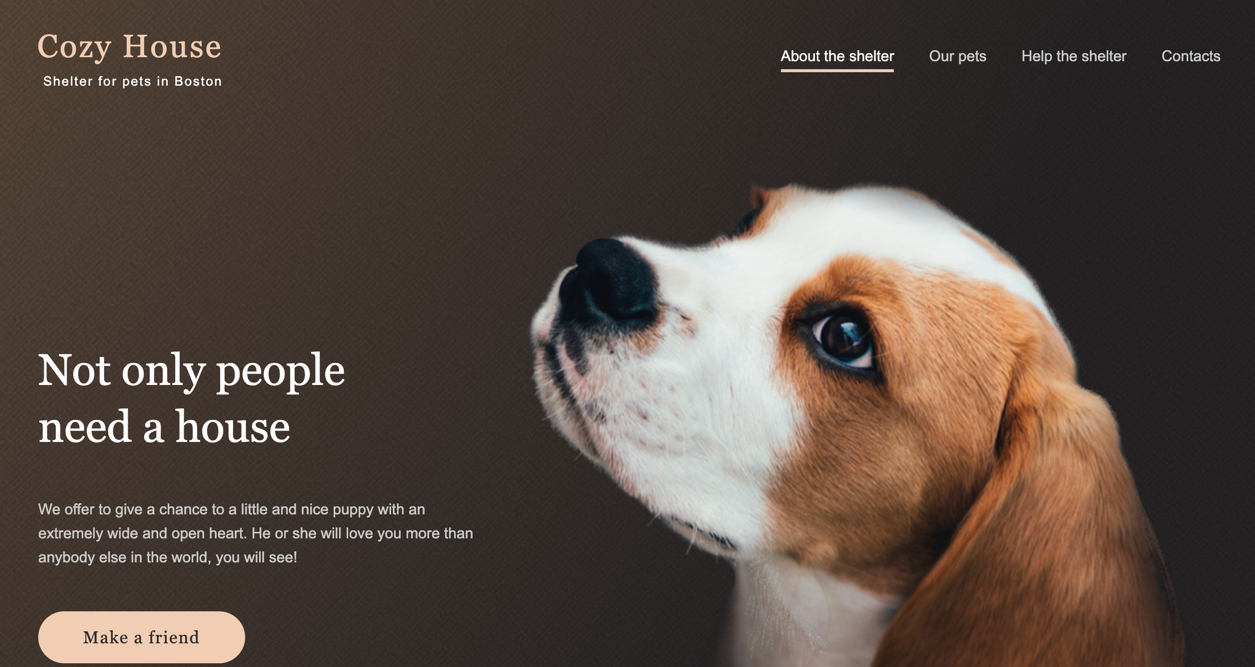 Cozy House
Shelter for pets in Boston
About the shelter
Our pets
Help the shelter
Contacts
Not only people
need a house
We offer to give a chance to a little and nice puppy with an
extremely wide and open heart. He or she will love you more than
anybody else in the world, you will see!
Make a friend